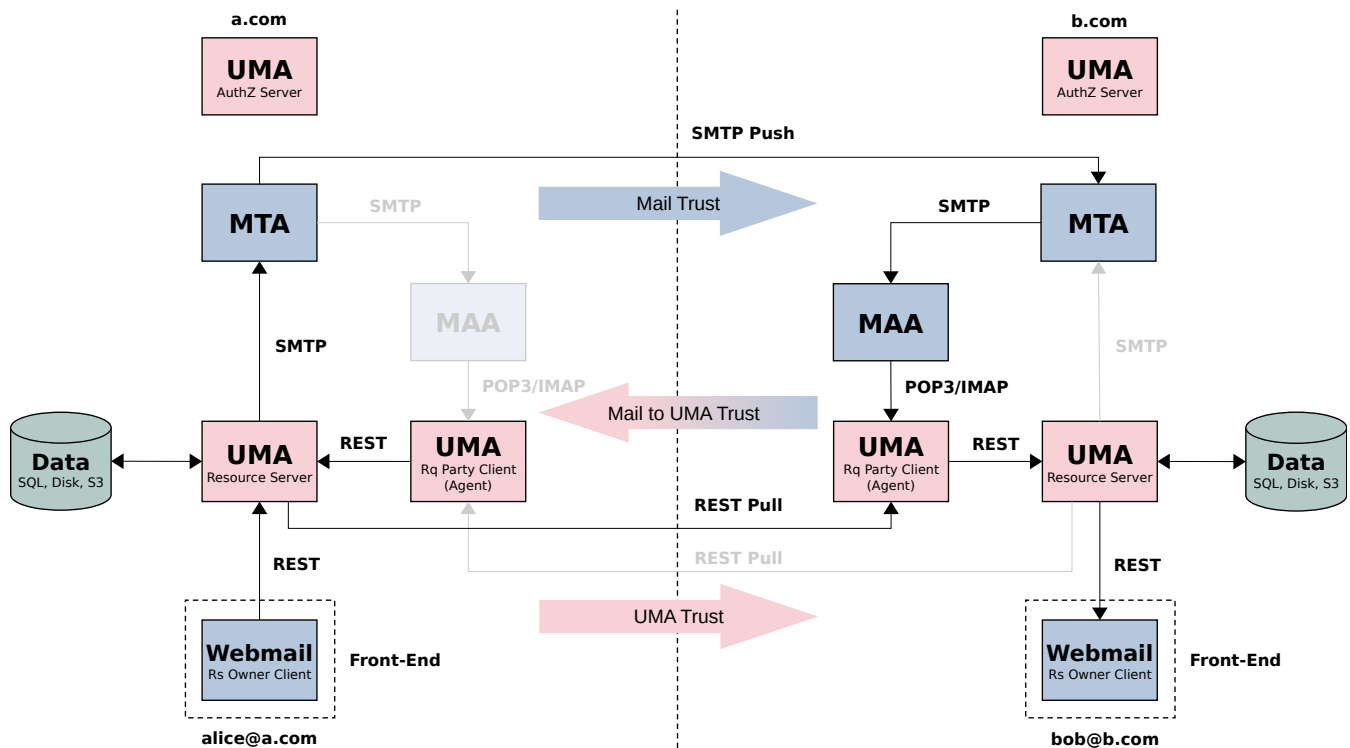 a.com
b.com
UMA
AuthZ Server
UMA
AuthZ Server
SMTP Push
MTA
SMTP
Mail Trust
SMTP
MTA
MAA
MAA
SMTP
SMTP
POP3/IMAP
POP3/IMAP
Mail to UMA Trust
Data
SQL, Disk, S3
UMA
Resource Server
REST
UMA
Rq Party Client
(Agent)
UMA
Rq Party Client
(Agent)
REST
UMA
Resource Server
Data
SQL, Disk, S3
REST Pull
REST Pull
REST
REST
UMA Trust
Webmail
Rs Owner Client
Front-End
Webmail
Rs Owner Client
Front-End
alice@a.com
bob@b.com